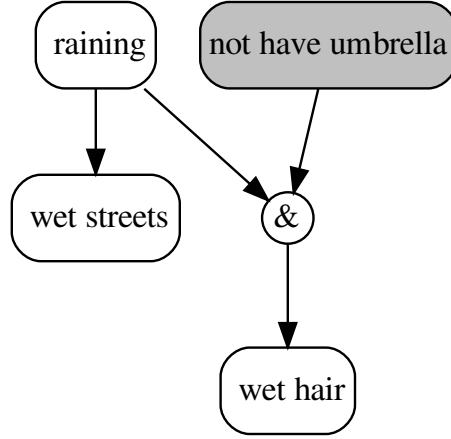 raining
not have umbrella
wet streets
&
wet hair